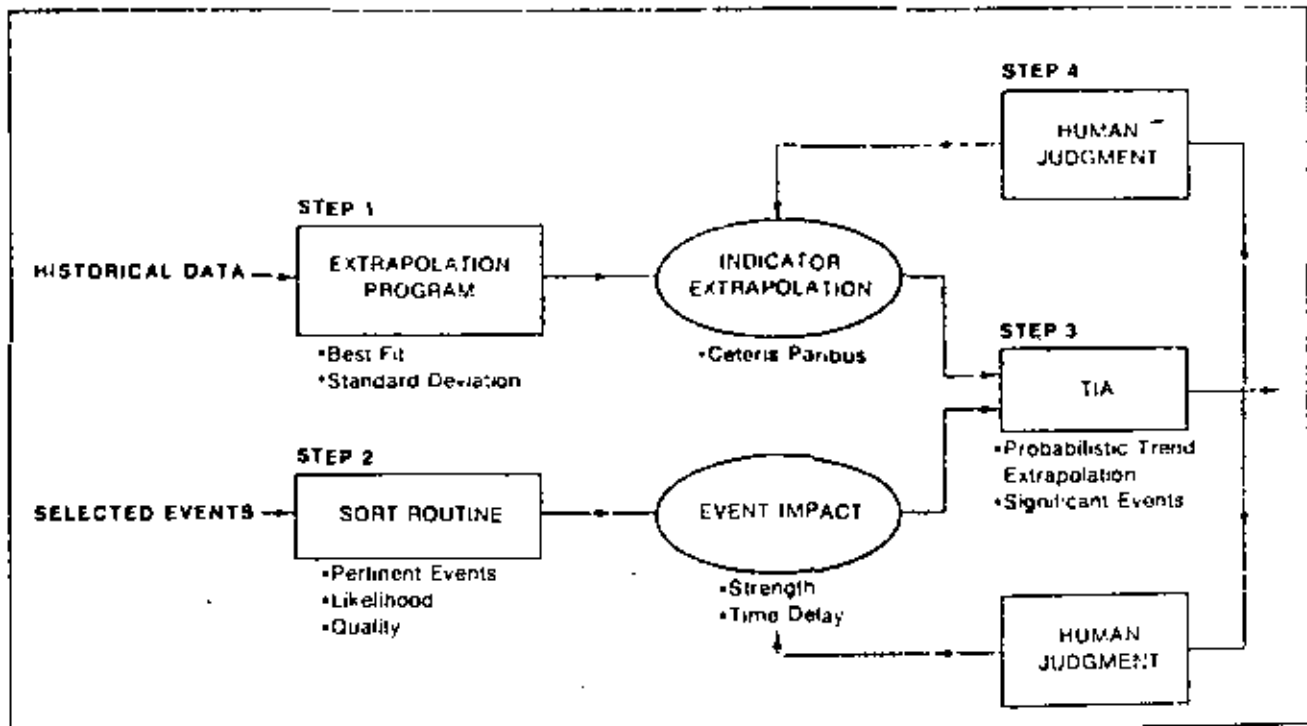 STEP 4
HUMAN
JUDGMENT
STEP 1
HISTORICAL DATA
EXTRAPOLATION
PROGRAM
INDICATOR
EXTRAPOLATION
•Best Fit
•Standard Deviation
•Ceteris Paribus
STEP 3
TIA
•Probabilistic Trend
Extrapolation
•Significant Events
STEP 2
SELECTED EVENTS
SORT ROUTINE
EVENT IMPACT
•Pertinent Events
•Likelihood
•Quality
•Strength
•Time Delay
HUMAN
JUDGMENT